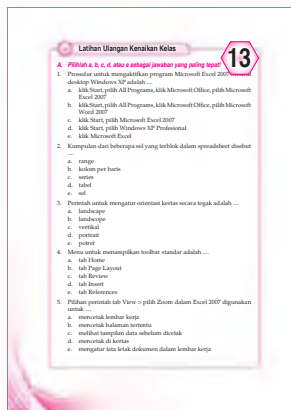 Latihan Ulangan Kenaikan Kelas
13
A. Pilihlah a, b, c, d, atau e sebagai jawaban yang paling tepat!
1. Prosedur untuk mengaktifkan program Microsoft Excel 2007
desktop Windows XP adalah ....
a. klik Start, pilih All Programs, klik Microsoft Office, pilih Microsoft
Excel 2007
b. klik Start, pilih All Programs, klik Microsoft Office, pilih Microsoft
Word 2007
c. klik Start, pilih Microsoft Excel 2007
d. klik Start, pilih Windows XP Profesional
e. klik Microsoft Excel
2. Kumpulan dari beberapa sel yang terblok dalam spreadsheet disebut
....
a. range
b. kolom per baris
c. series
d. tabel
e. sel
3. Perintah untuk mengatur orientasi kertas secara tegak adalah ....
a. landscape
b. landscope
c. vertikal
d. portrait
e. potret
4. Menu untuk menampilkan toolbar standar adalah ....
a. tab Home
b. tab Page Layout
c. tab Review
d. tab Insert
e. tab References
5. Pilihan perintah tab View > pilih Zoom dalam Excel 2007 digunakan
untuk ....
a. mencetak lembar kerja
b. mencetak halaman tertentu
c. melihat tampilan data sebelum dicetak
d. mencetak di kertas
e. mengatur tata letak dokumen dalam lembar kerja